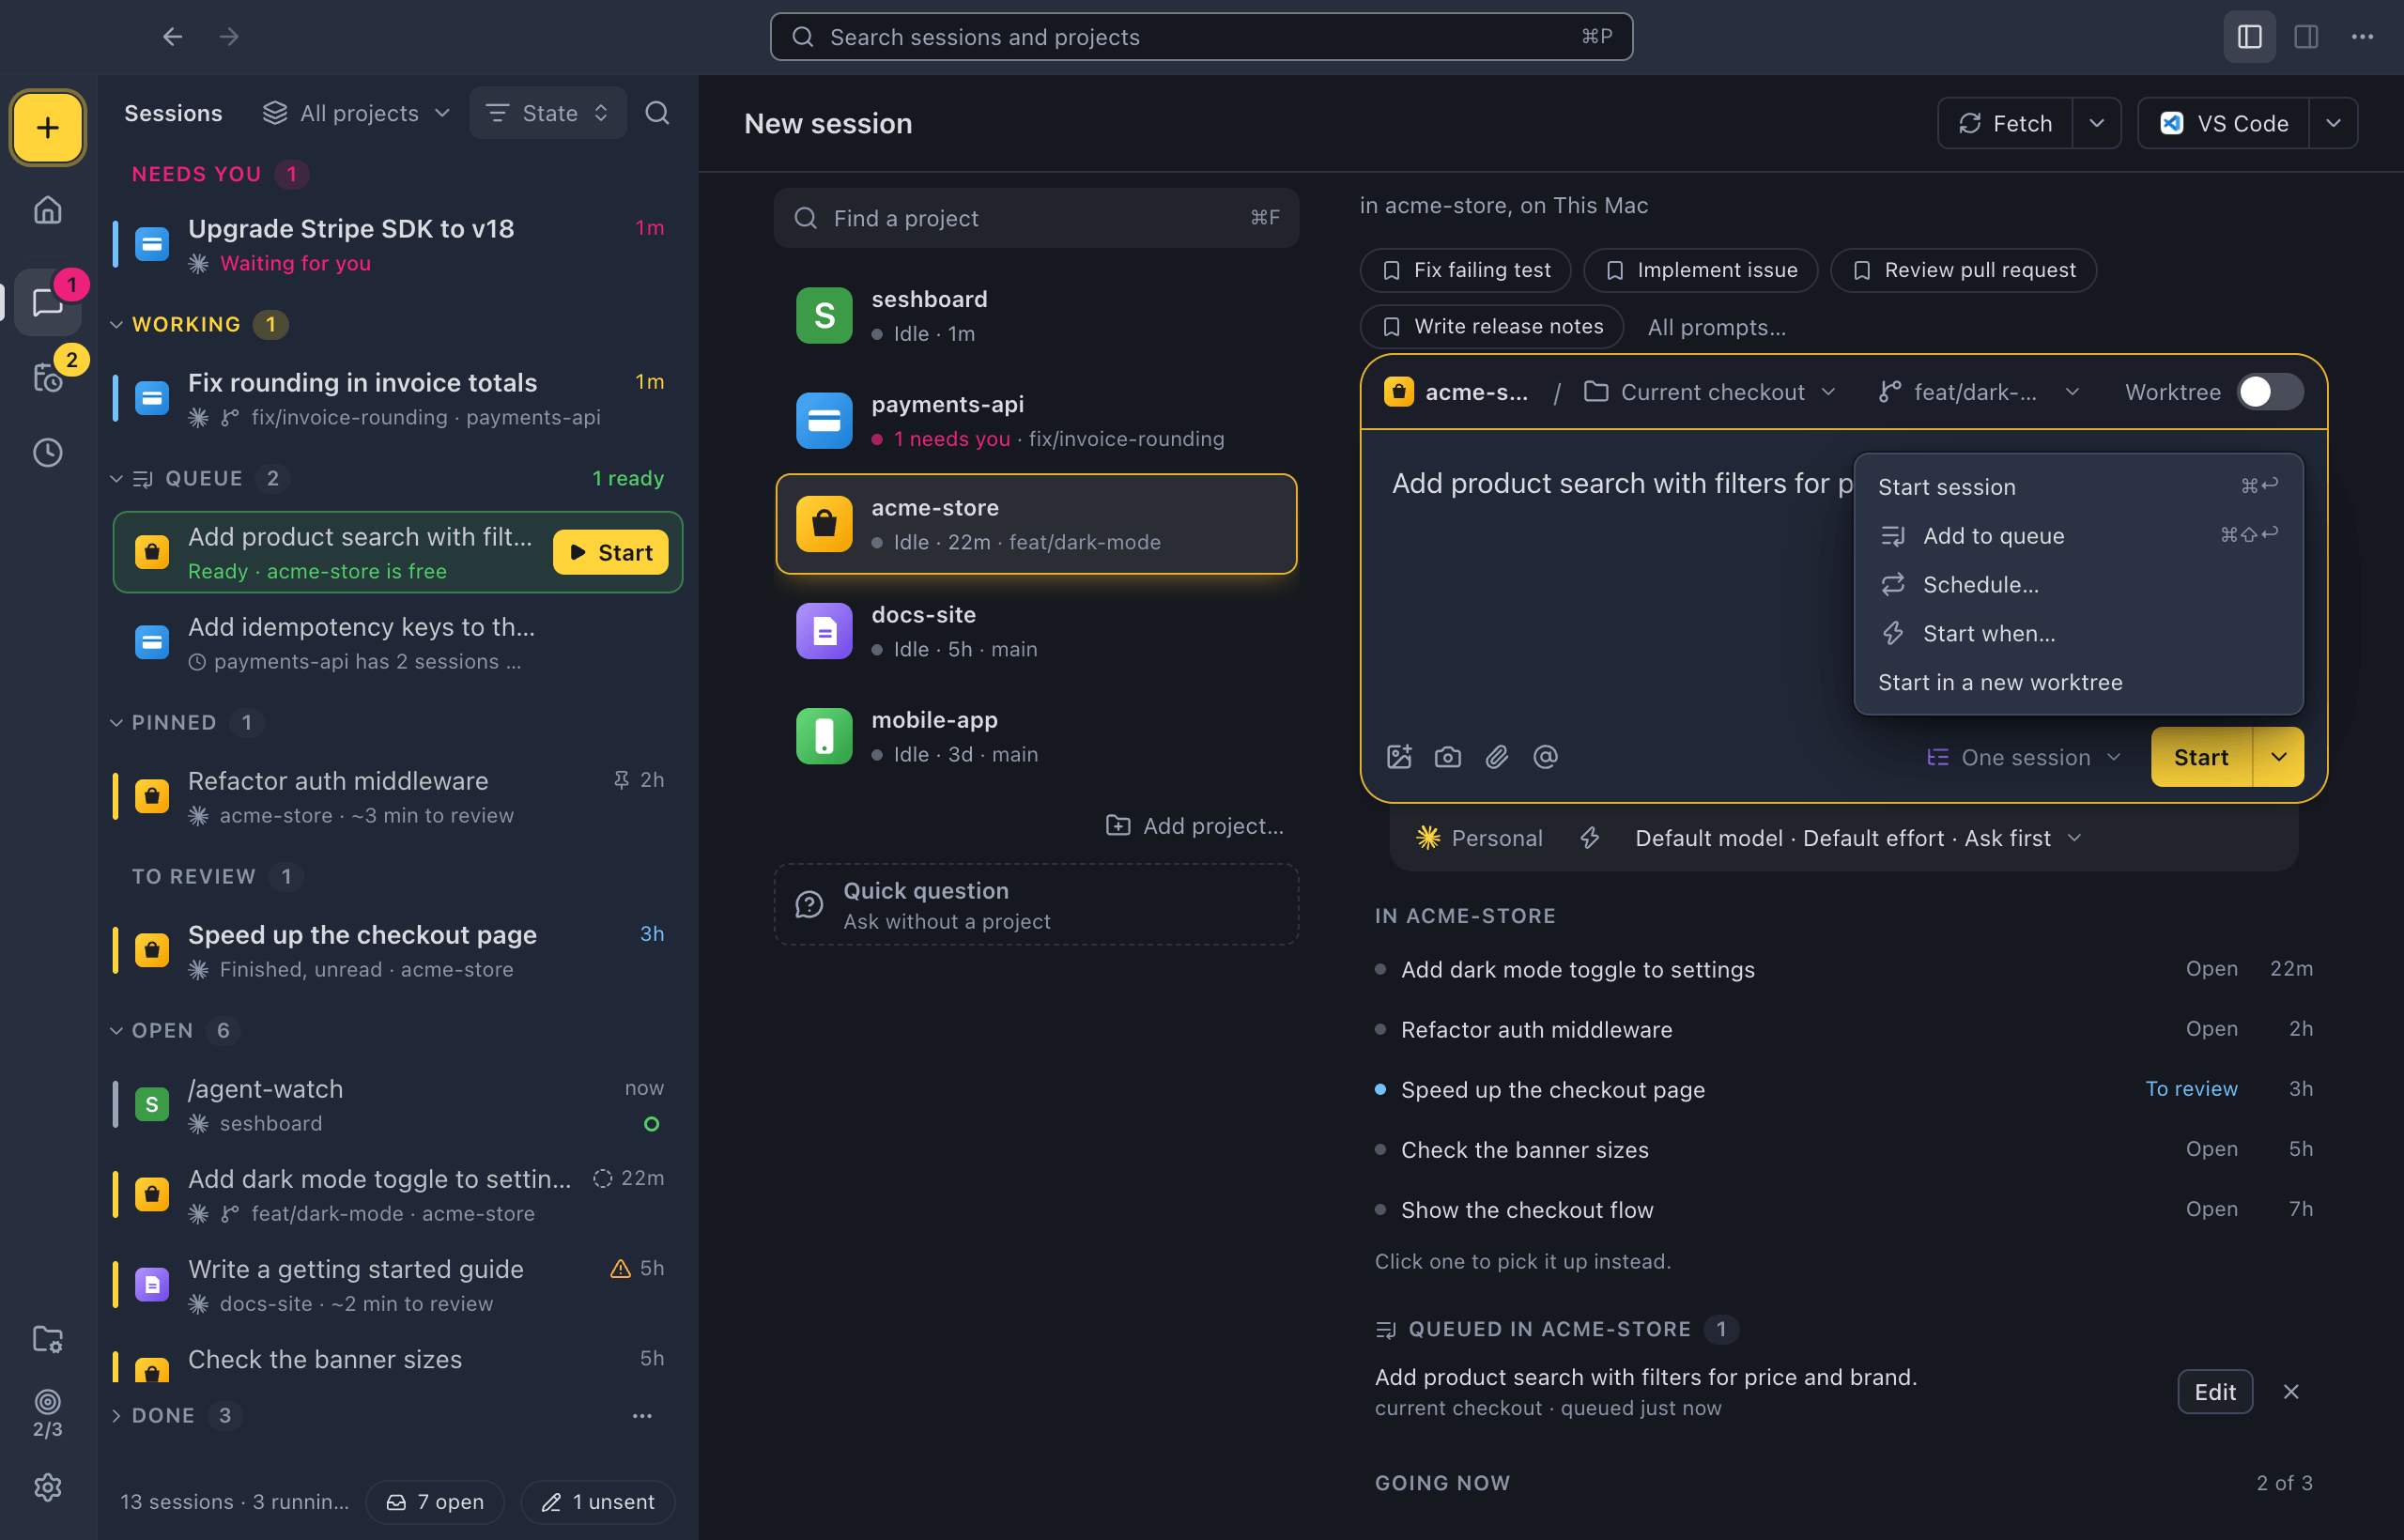 Search sessions and projects ⌘P
Sessions
All projects
State
NEEDS YOU 1
Upgrade Stripe SDK to v18 1m
Waiting for you
1
WORKING 1
2
Fix rounding in invoice totals 1m
fix/invoice-rounding · payments-api
QUEUE 2 1 ready
Add product search with filt... Start
Ready · acme-store is free
Add idempotency keys to th...
payments-api has 2 sessions ...
PINNED 1
Refactor auth middleware 2h
acme-store · ~3 min to review
TO REVIEW 1
Speed up the checkout page 3h
Finished, unread · acme-store
OPEN 6
/agent-watch now
S
seshboard
Add dark mode toggle to settin... 22m
feat/dark-mode · acme-store
Write a getting started guide 5h
docs-site · ~2 min to review
Check the banner sizes 5h
DONE 3
2/3
13 sessions · 3 runnin... 7 open 1 unsent
New session
Fetch
VS Code
Find a project ⌘F
S
seshboard
Idle · 1m
payments-api
1 needs you · fix/invoice-rounding
acme-store
Idle · 22m · feat/dark-mode
docs-site
Idle · 5h · main
mobile-app
Idle · 3d · main
Add project...
Quick question
Ask without a project
in acme-store, on This Mac
Fix failing test
Implement issue
Review pull request
Write release notes
All prompts...
acme-s... / Current checkout feat/dark-... Worktree
Add product search with filters for p
Start session ⌘↩
Add to queue ⌘⇧↩
Schedule...
Start when...
Start in a new worktree
One session
Start
Personal
Default model · Default effort · Ask first
IN ACME-STORE
Add dark mode toggle to settings Open 22m
Refactor auth middleware Open 2h
Speed up the checkout page To review 3h
Check the banner sizes Open 5h
Show the checkout flow Open 7h
Click one to pick it up instead.
QUEUED IN ACME-STORE 1
Add product search with filters for price and brand.
current checkout · queued just now
Edit
GOING NOW 2 of 3